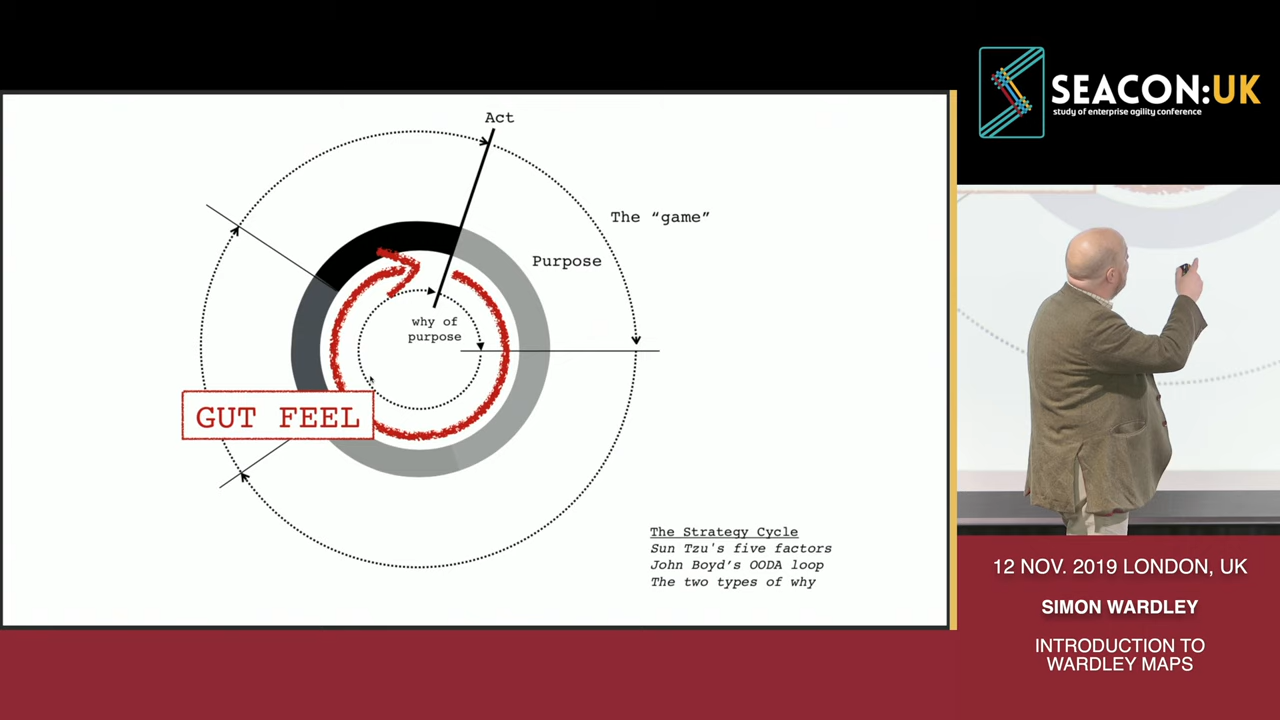 Act
The “game”
Purpose
why of
purpose
GUT FEEL
The Strategy Cycle
Sun Tzu's five factors
John Boyd’s OODA loop
The two types of why
SEACON:UK
study of enterprise agility conference
12 NOV. 2019 LONDON, UK
SIMON WARDLEY
INTRODUCTION TO
WARDLEY MAPS